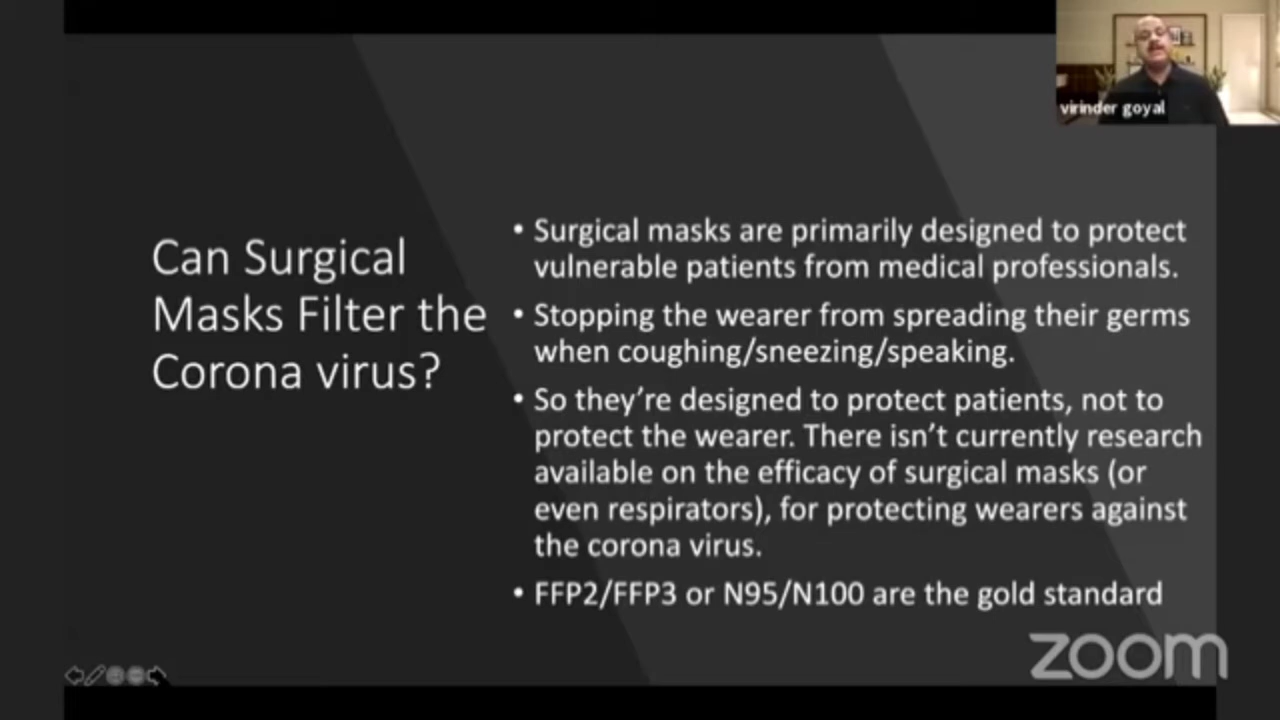 virinder goyal
Can Surgical
Masks Filter the
Corona virus?
• Surgical masks are primarily designed to protect
vulnerable patients from medical professionals.
• Stopping the wearer from spreading their germs
when coughing/sneezing/speaking.
• So they’re designed to protect patients, not to
protect the wearer. There isn’t currently research
available on the efficacy of surgical masks (or
even respirators), for protecting wearers against
the corona virus.
• FFP2/FFP3 or N95/N100 are the gold standard
zoom